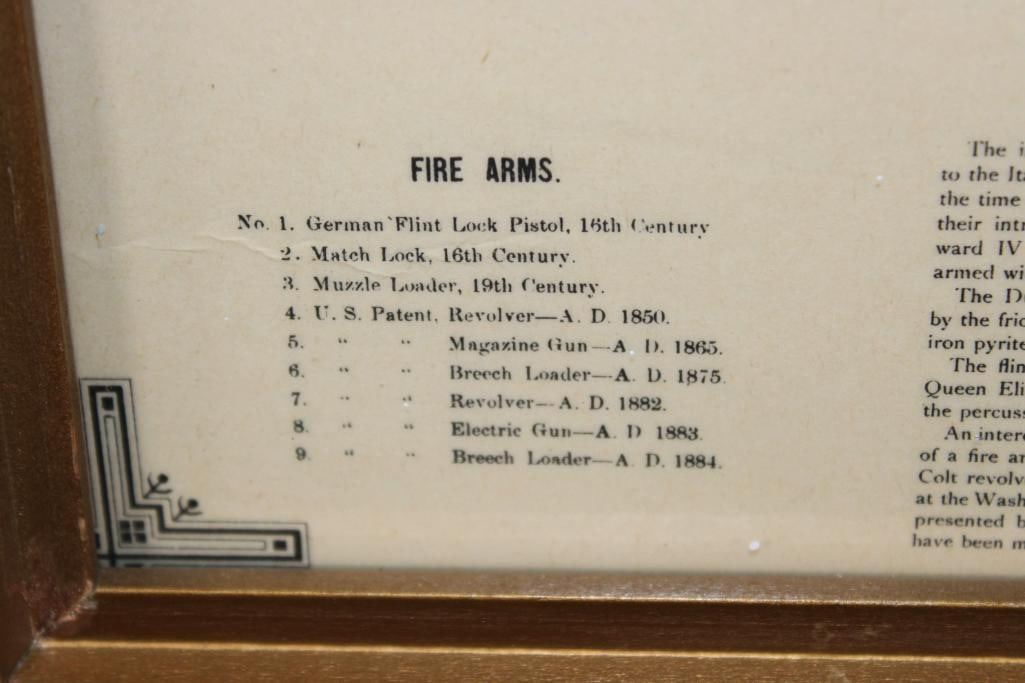 FIRE ARMS.
No. 1. German Flint Lock Pistol, 16th Century
2. Match Lock, 16th Century.
3. Muzzle Loader, 19th Century.
4. U. S. Patent, Revolver—A. D. 1850.
5. " " Magazine Gun—A. D. 1865.
6. " " Breech Loader—A. D. 1875.
7. " " Revolver—A. D. 1882.
8. " " Electric Gun—A. D 1883.
9. " " Breech Loader—A. D. 1884.
The
to the
the time
their
ward IV
armed
The
by the
iron
The
Queen
the
An
of a fire
Colt
at the
presented
have been